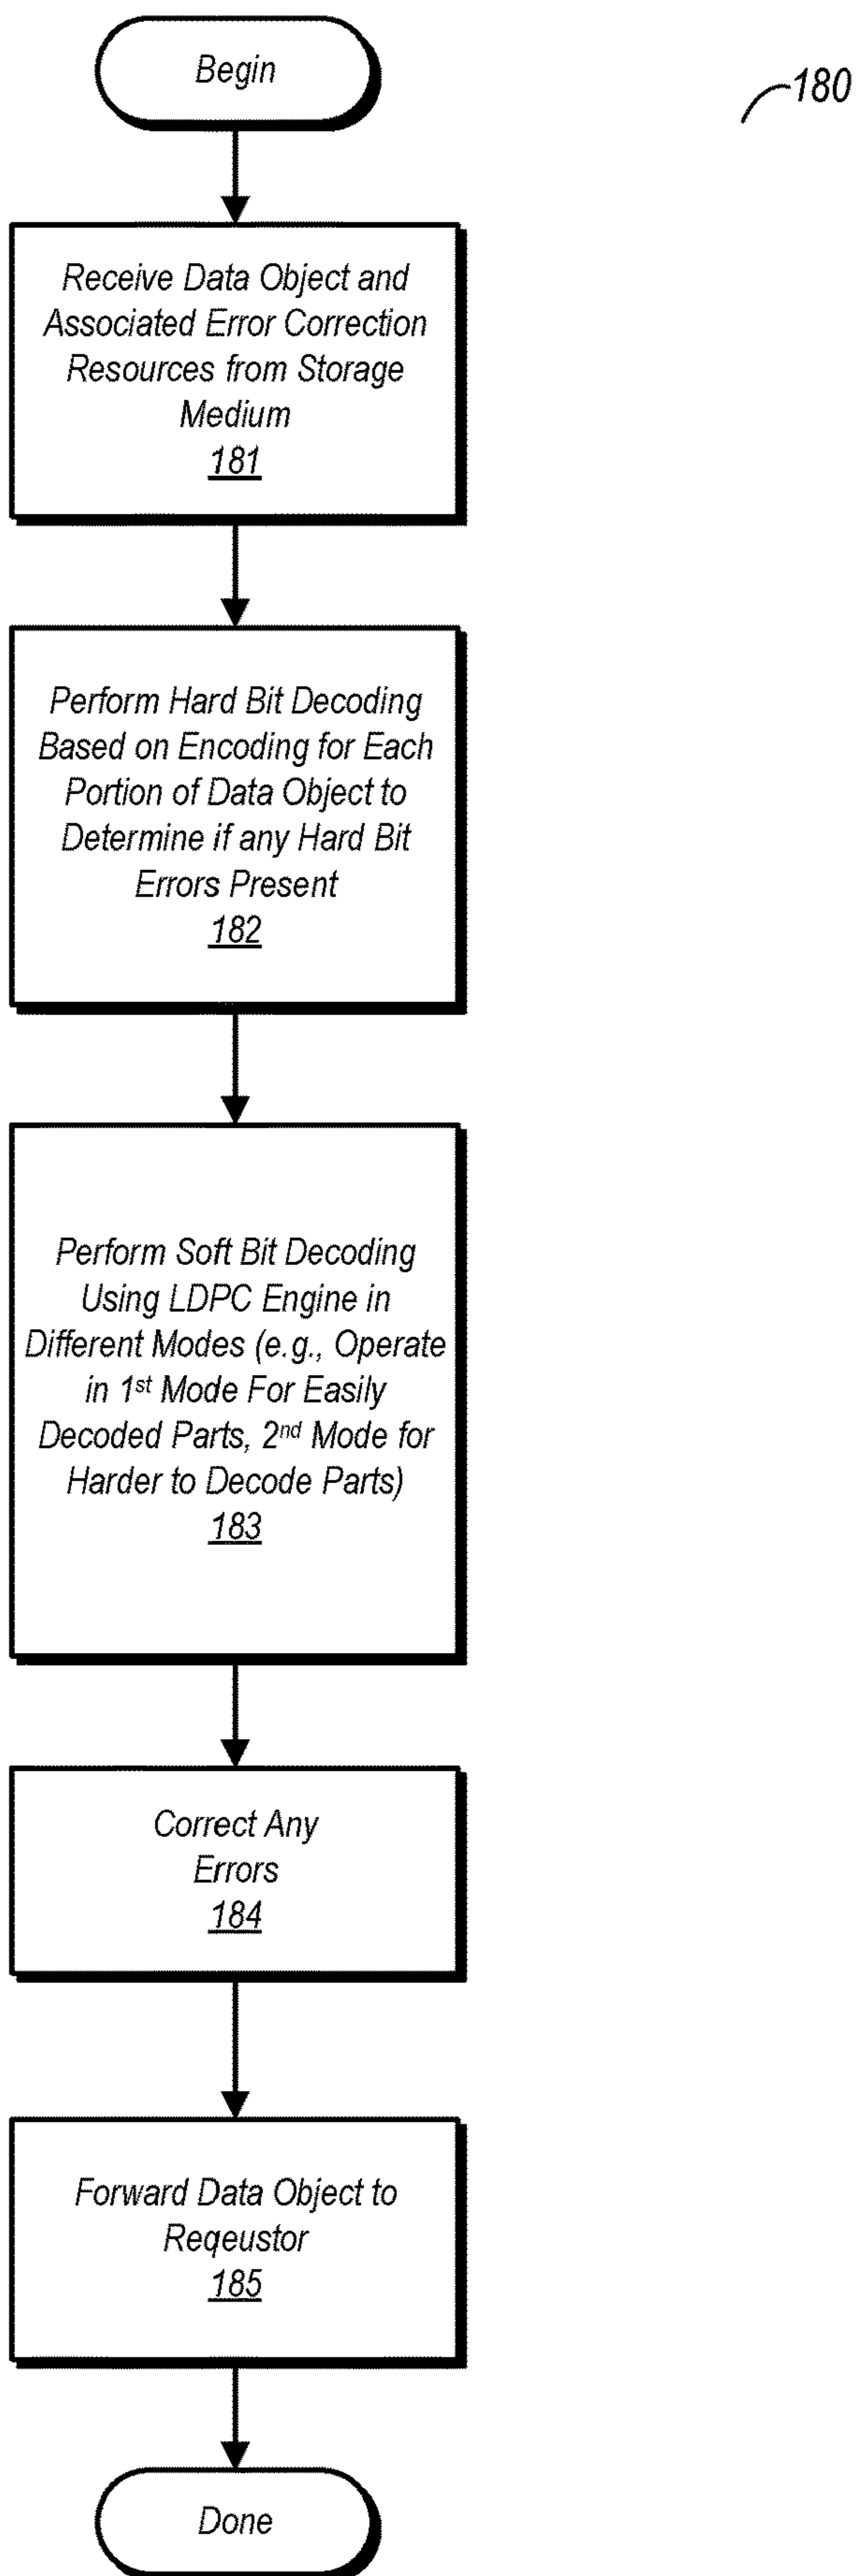 Begin
180
Receive Data Object and
Associated Error Correction
Resources from Storage
Medium
181
Perform Hard Bit Decoding
Based on Encoding for Each
Portion of Data Object to
Determine if any Hard Bit
Errors Present
182
Perform Soft Bit Decoding
Using LDPC Engine in
Different Modes (e.g., Operate
in 1st Mode For Easily
Decoded Parts, 2nd Mode for
Harder to Decode Parts)
183
Correct Any
Errors
184
Forward Data Object to
Reqeustor
185
Done